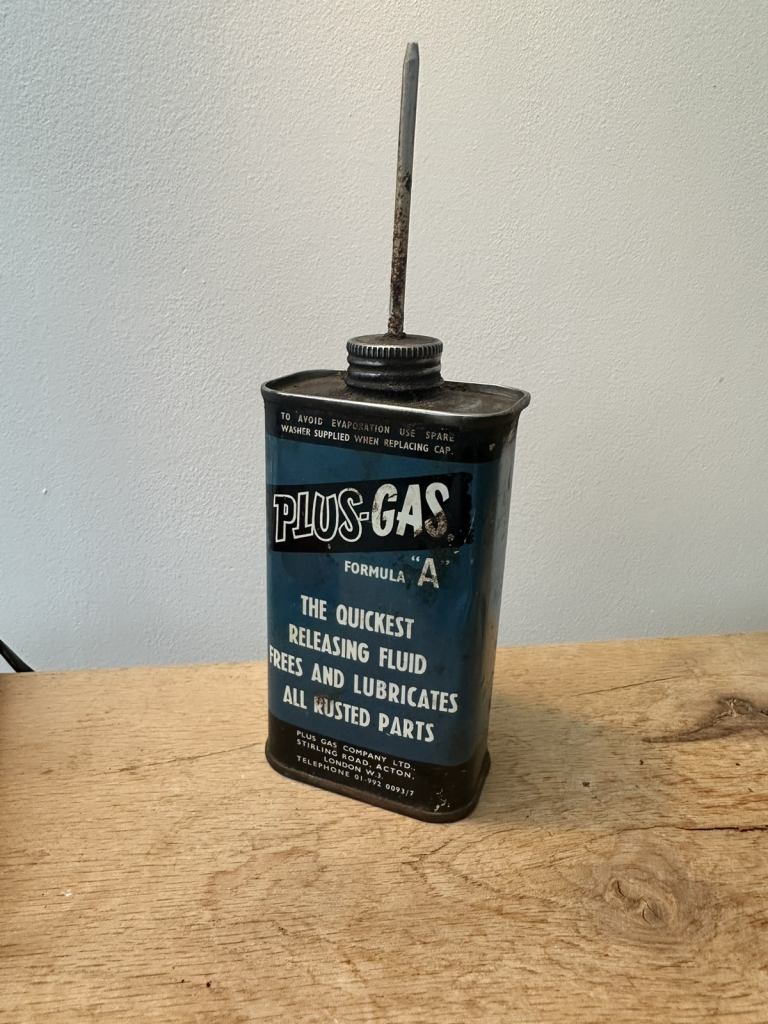 TO AVOID EVAPORATION USE SPARE
WASHER SUPPLIED WHEN REPLACING CAP.
PLUS-GAS
FORMULA "A"
THE QUICKEST
RELEASING FLUID
FREES AND LUBRICATES
ALL RUSTED PARTS
PLUS GAS COMPANY LTD.,
STIRLING ROAD, ACTON,
LONDON W.3.
TELEPHONE 01-992 0093/7